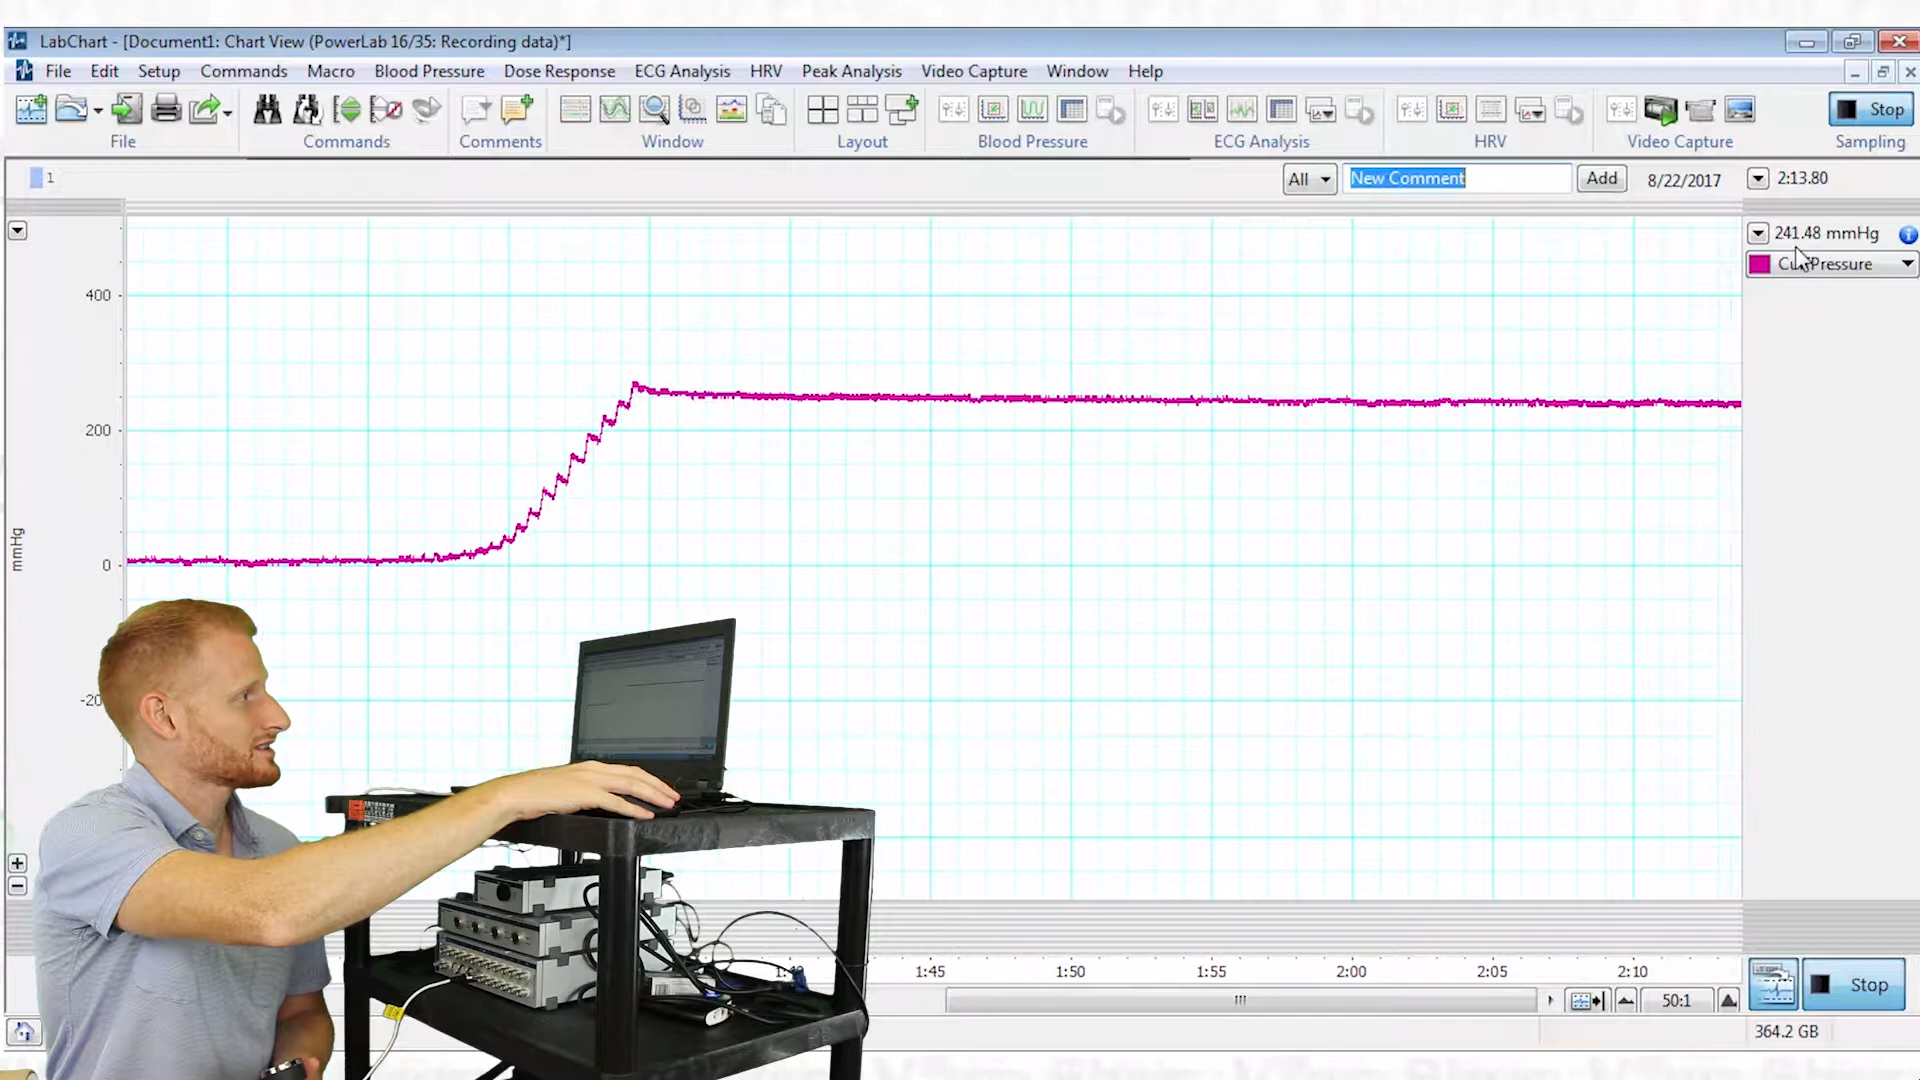 LabChart - [Document1: Chart View (PowerLab 16/35: Recording data)*]
File Edit Setup Commands Macro Blood Pressure Dose Response ECG Analysis HRV Peak Analysis Video Capture Window Help
Stop
File Commands Comments Window Layout Blood Pressure ECG Analysis HRV Video Capture Sampling
1 All New Comment Add 8/22/2017 2:13.80
241.48 mmHg
Pressure
400
200
mmHg
0
1:45 1:50 1:55 2:00 2:05 2:10
50:1 Stop
364.2 GB